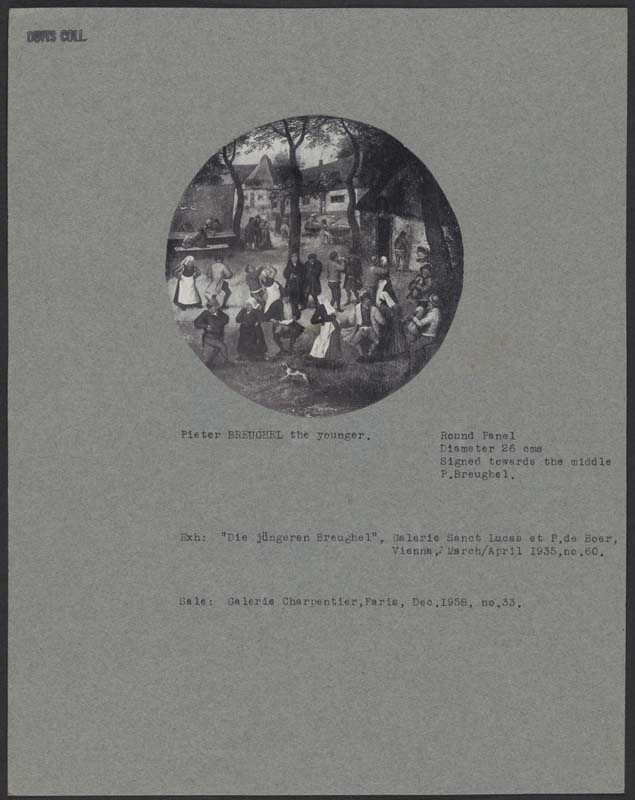 COLL.
Pieter BREUGHEL the younger.
Round Panel
Diameter 26 cms
Signed towards the middle
P.Breughel.
Exh: "Die jüngeren Breughel", Galerie Sanct Lucas et P.de Boer,
Vienna, March/April 1935,no.60.
Sale: Galerie Charpentier,Paris, Dec.1958, no.33.